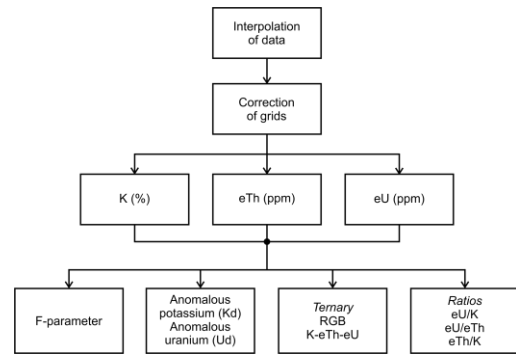 Interpolation
of data
Correction
of grids
K (%)
eTh (ppm)
eU (ppm)
F-parameter
Anomalous
potassium (Kd)
Anomalous
uranium (Ud)
Ternary
RGB
K-eTh-eU
Ratios
eU/K
eU/eTh
eTh/K